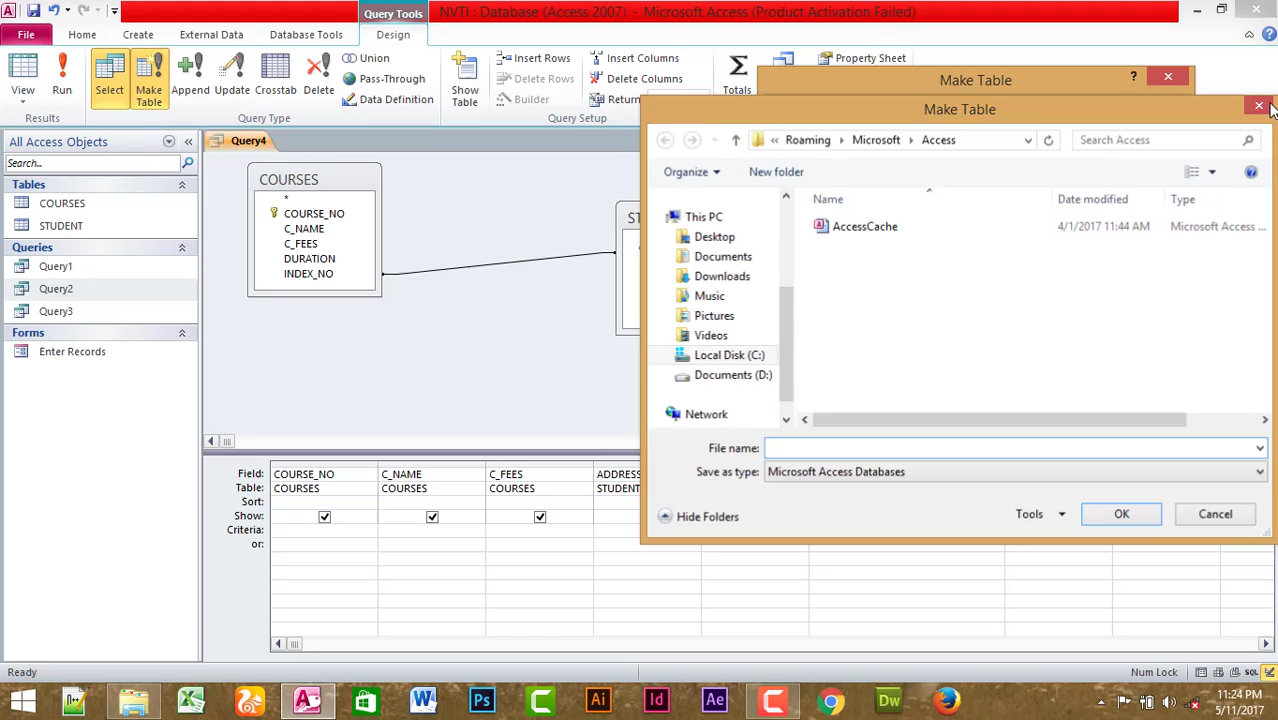 Query Tools
NVTI : Database (Access 2007) - Microsoft Access (Product Activation Failed)
File Home Create External Data Database Tools Design
View Run Select Make Table Append Update Crosstab Delete
Union
Pass-Through
Data Definition
Show Table
Insert Rows
Delete Rows
Builder
Insert Columns
Delete Columns
Return
Totals
Property Sheet
Results Query Type Query Setup
Make Table ?
Make Table
All Access Objects
Search...
Tables
COURSES
STUDENT
Queries
Query1
Query2
Query3
Forms
Enter Records
Query4
COURSES
*
COURSE_NO
C_NAME
C_FEES
DURATION
INDEX_NO
ST
« Roaming Microsoft Access
Search Access
Organize New folder
Name Date modified Type
AccessCache 4/1/2017 11:44 AM Microsoft Access ...
This PC
Desktop
Documents
Downloads
Music
Pictures
Videos
Local Disk (C:)
Documents (D:)
Network
File name:
Save as type: Microsoft Access Databases
Hide Folders Tools OK Cancel
Field: COURSE_NO C_NAME C_FEES ADDRESS
Table: COURSES COURSES COURSES STUDENT
Sort:
Show:
Criteria:
or:
Ready Num Lock SQL
W Ps C Ai Id Ae C Dw
11:24 PM
5/11/2017